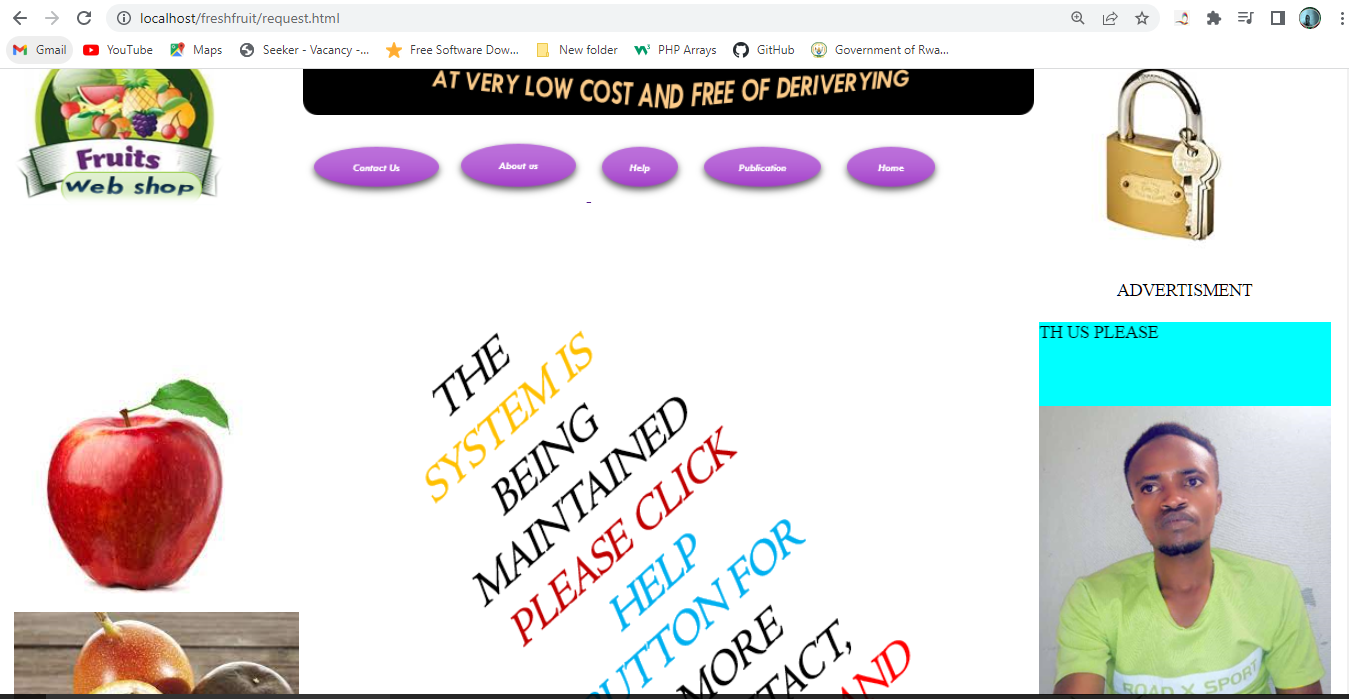 localhost/freshfruit/request.html
Gmail
YouTube
Maps
Seeker - Vacancy -...
Free Software Dow...
New folder
PHP Arrays
GitHub
Government of Rwa...
Fruits
Web shop
AT VERY LOW COST AND FREE OF DERIVERYING
Contact Us
About us
Help
Publication
Home
ADVERTISMENT
TH US PLEASE
THE
SYSTEM IS
BEING
MAINTAINED
PLEASE CLICK
HELP
BUTTON FOR
MORE
AND
ROAD X SPORT